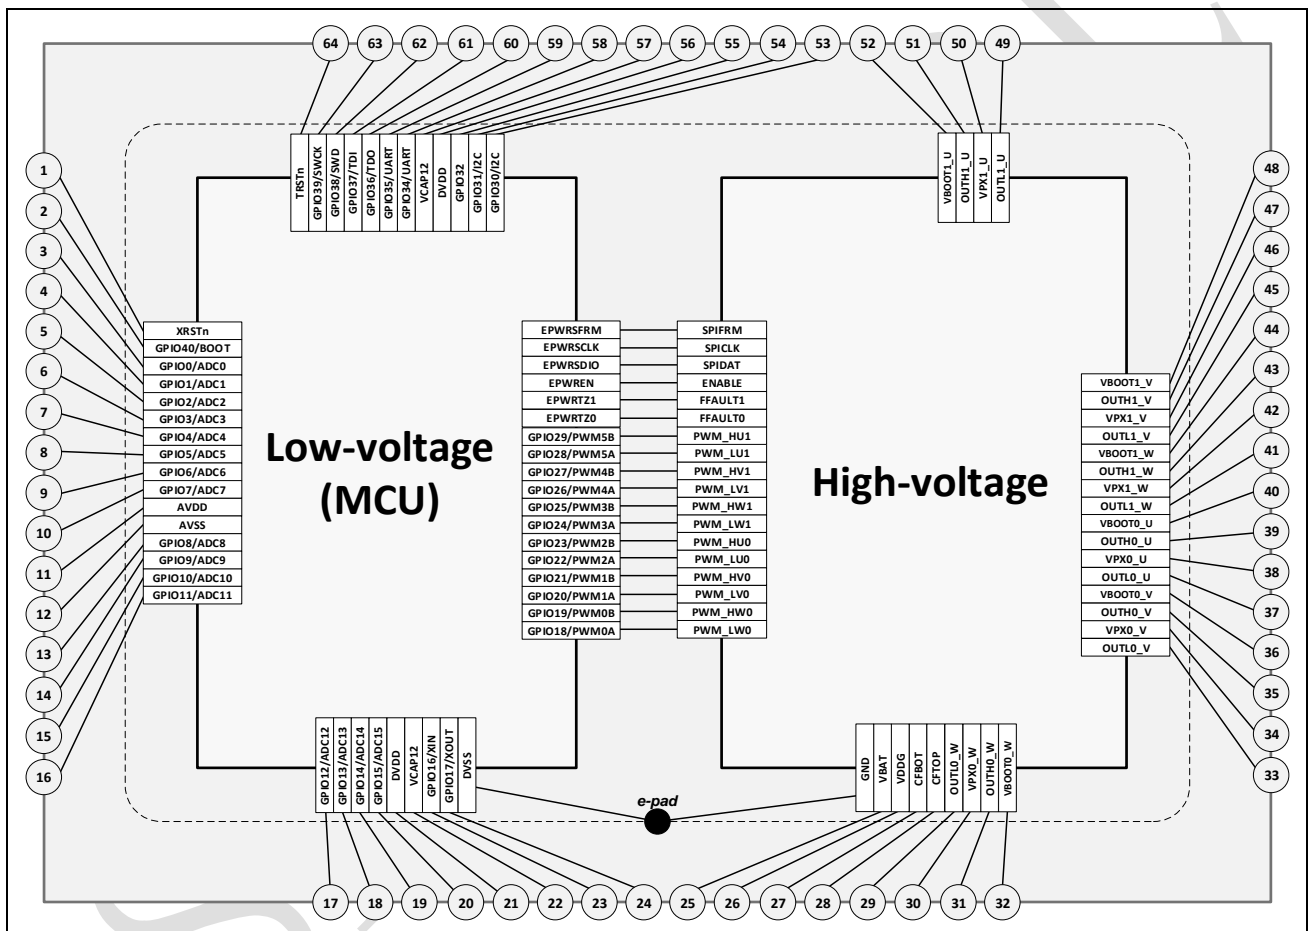 64 63 62 61 60 59 58 57 56 55 54 53 52 51 50 49
TRSTn
GPIO39/SWCK
GPIO38/SWD
GPIO37/TDI
GPIO36/TDO
GPIO35/UART
GPIO34/UART
VCAP12
DVDD
GPIO32
GPIO31/I2C
GPIO30/I2C
VBOOT1_U
OUTH1_U
VPX1_U
OUTL1_U
1
2
3
4
5
6
7
8
9
10
11
12
13
14
15
16
XRSTn
GPIO40/BOOT
GPIO0/ADC0
GPIO1/ADC1
GPIO2/ADC2
GPIO3/ADC3
GPIO4/ADC4
GPIO5/ADC5
GPIO6/ADC6
GPIO7/ADC7
AVDD
AVSS
GPIO8/ADC8
GPIO9/ADC9
GPIO10/ADC10
GPIO11/ADC11
Low-voltage
(MCU)
EPWRSFRM SPIFRM
EPWRSCLK SPICLK
EPWRSDIO SPIDAT
EPWREN ENABLE
EPWRTZ1 FFAULT1
EPWRTZ0 FFAULT0
GPIO29/PWM5B PWM_HU1
GPIO28/PWM5A PWM_LU1
GPIO27/PWM4B PWM_HV1
GPIO26/PWM4A PWM_LV1
GPIO25/PWM3B PWM_HW1
GPIO24/PWM3A PWM_LW1
GPIO23/PWM2B PWM_HU0
GPIO22/PWM2A PWM_LU0
GPIO21/PWM1B PWM_HV0
GPIO20/PWM1A PWM_LV0
GPIO19/PWM0B PWM_HW0
GPIO18/PWM0A PWM_LW0
High-voltage
VBOOT1_V
OUTH1_V
VPX1_V
OUTL1_V
VBOOT1_W
OUTH1_W
VPX1_W
OUTL1_W
VBOOT0_U
OUTH0_U
VPX0_U
OUTL0_U
VBOOT0_V
OUTH0_V
VPX0_V
OUTL0_V
48
47
46
45
44
43
42
41
40
39
38
37
36
35
34
33
GPIO12/ADC12
GPIO13/ADC13
GPIO14/ADC14
GPIO15/ADC15
DVDD
VCAP12
GPIO16/XIN
GPIO17/XOUT
DVSS
e-pad
GND
VBAT
VDDG
CFBOT
CFTOP
OUTL0_W
VPX0_W
OUTH0_W
VBOOT0_W
17 18 19 20 21 22 23 24 25 26 27 28 29 30 31 32